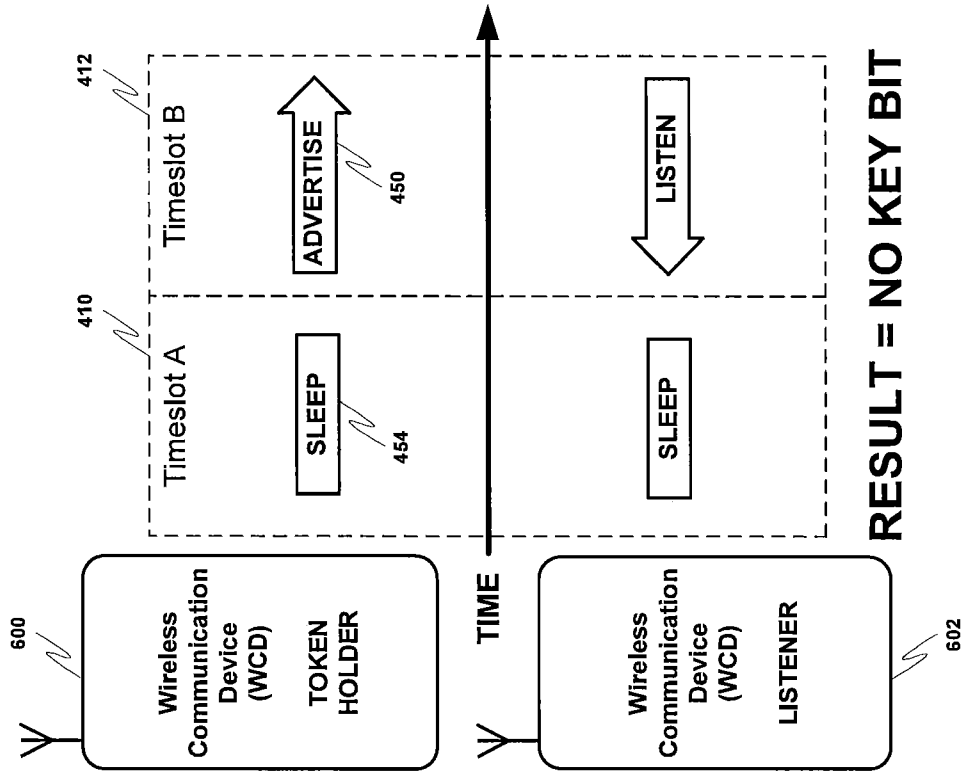 600
Wireless
Communication
Device
(WCD)
TOKEN
HOLDER
410
Timeslot A
SLEEP
454
412
Timeslot B
ADVERTISE
450
TIME
Wireless
Communication
Device
(WCD)
LISTENER
602
SLEEP
LISTEN
RESULT = NO KEY BIT